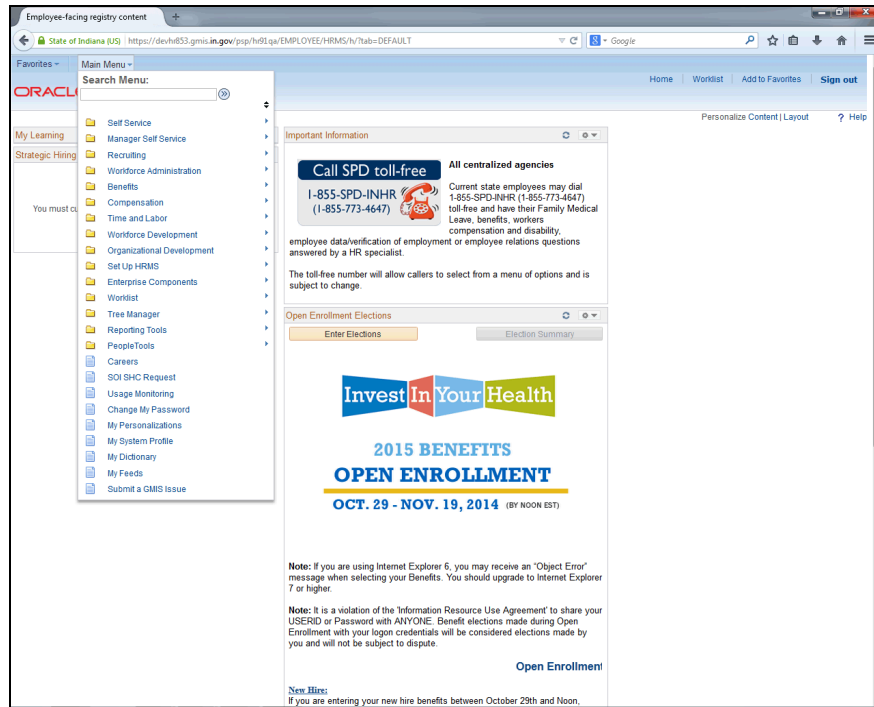 Employee-facing registry content
State of Indiana (US) https://devhr853.gmis.in.gov/psp/hr91qa/EMPLOYEE/HRMS/h/?tab=DEFAULT
Google
Favorites Main Menu
Search Menu:
ORACL
Home Worklist Add to Favorites Sign out
Personalize Content | Layout ? Help
My Learning
Strategic Hiring
You must cu
Self Service
Manager Self Service
Recruiting
Workforce Administration
Benefits
Compensation
Time and Labor
Workforce Development
Organizational Development
Set Up HRMS
Enterprise Components
Worklist
Tree Manager
Reporting Tools
PeopleTools
Careers
SOI SHC Request
Usage Monitoring
Change My Password
My Personalizations
My System Profile
My Dictionary
My Feeds
Submit a GMIS Issue
Important Information
Call SPD toll-free
1-855-SPD-INHR
(1-855-773-4647)
All centralized agencies
Current state employees may dial
1-855-SPD-INHR (1-855-773-4647)
toll-free and have their Family Medical
Leave, benefits, workers
compensation and disability,
employee data/verification of employment or employee relations questions
answered by a HR specialist.
The toll-free number will allow callers to select from a menu of options and is
subject to change.
Open Enrollment Elections
Enter Elections Election Summary
Invest In Your Health
2015 BENEFITS
OPEN ENROLLMENT
OCT. 29 - NOV. 19, 2014 (BY NOON EST)
Note: If you are using Internet Explorer 6, you may receive an "Object Error"
message when selecting your Benefits. You should upgrade to Internet Explorer
7 or higher.
Note: It is a violation of the 'Information Resource Use Agreement' to share your
USERID or Password with ANYONE. Benefit elections made during Open
Enrollment with your logon credentials will be considered elections made by
you and will not be subject to dispute.
Open Enrollment
New Hire:
If you are entering your new hire benefits between October 29th and Noon,